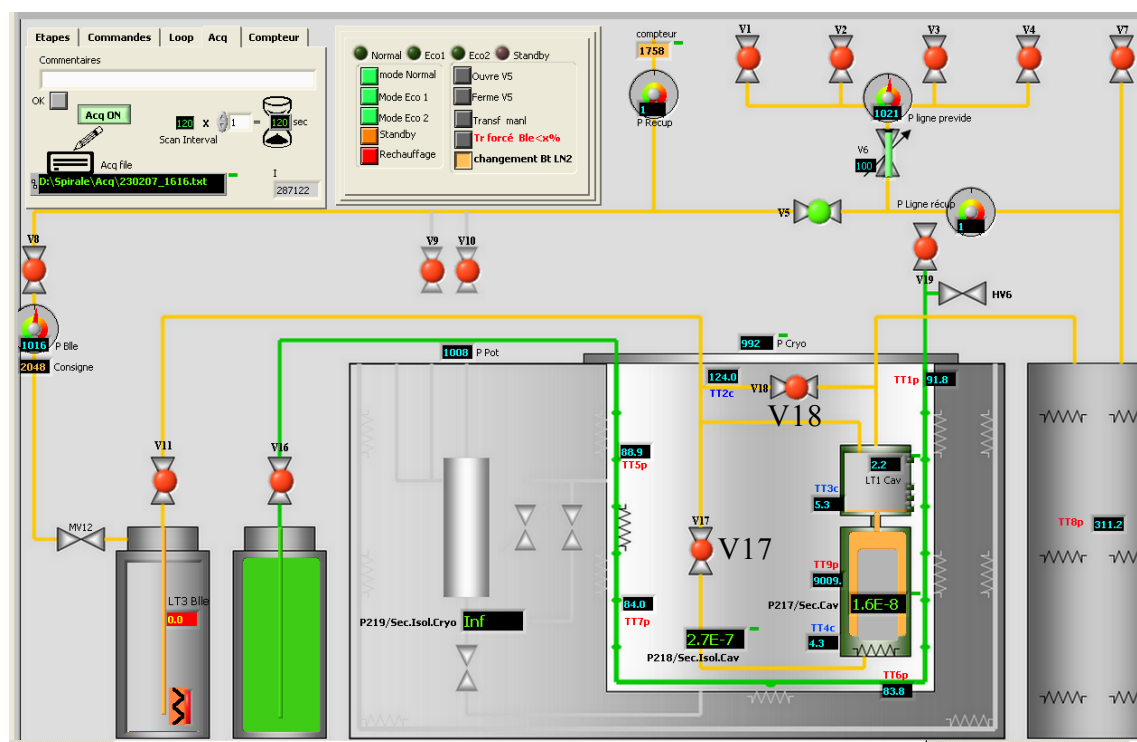 Etapes Commandes Loop Acq Compteur
Commentaires
OK
Acq ON
120 X 1 = 120 sec
Scan Interval
Acq file
D:\Spirale\Acq\230207_1616.txt
I
287122
Normal Eco1 Eco2 Standby
mode Normal
Mode Eco 1
Mode Eco 2
Standby
Rechauffage
Ouvre V5
Ferme V5
Transf manl
Tr forcé Ble<x%
changement Bt LN2
compteur
1758
1
P Récup
V1 V2 V3 V4 V7
1021
P ligne previde
V6
100
V5
P Ligne récup
1
V8
V9 V10
V19
HV6
1016 P Blle
2048 Consigne
1008 P Pot
992 P Cryo
124.0
TT2c
V18
V18
TT1p 91.8
V11
V16
88.9
TT5p
2.2
LT1 Cav
TT3c
5.3
MV12
V17
V17
TT8p 311.2
TT9p
9009.
LT3 Blle
0.0
84.0
TT7p
P217/Sec.Cav 1.6E-8
P219/Sec.Isol.Cryo Inf
TT4c
4.3
2.7E-7
P218/Sec.Isol.Cav
TT6p
83.8